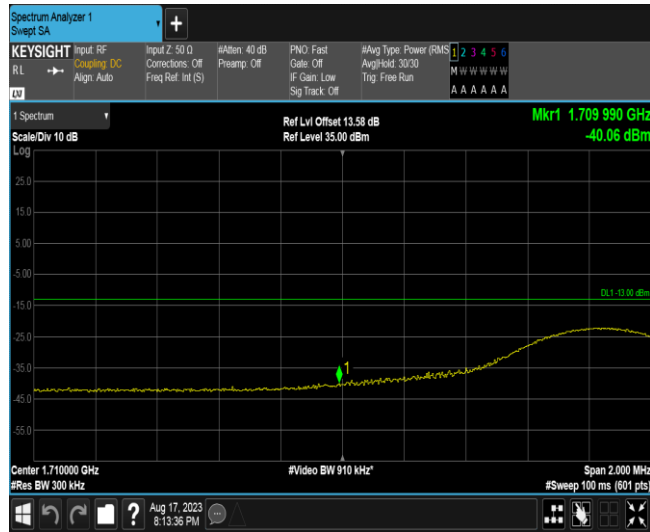 Spectrum Analyzer 1
Swept SA
KEYSIGHT
RL
LXI
Input: RF
Coupling: DC
Align: Auto
Input Z: 50 Ω
Corrections: Off
Freq Ref: Int (S)
#Atten: 40 dB
Preamp: Off
PNO: Fast
Gate: Off
IF Gain: Low
Sig Track: Off
#Avg Type: Power (RMS
Avg|Hold: 30/30
Trig: Free Run
1 2 3 4 5 6
M W W W W W
A A A A A A
1 Spectrum
Scale/Div 10 dB
Log
Ref Lvl Offset 13.58 dB
Ref Level 35.00 dBm
Mkr1 1.709 990 GHz
-40.06 dBm
25.0
15.0
5.00
-5.00
DL1 -13.00 dBm
-15.0
-25.0
-35.0
1
-45.0
-55.0
Center 1.710000 GHz
#Res BW 300 kHz
#Video BW 910 kHz*
Span 2.000 MHz
#Sweep 100 ms (601 pts)
?
Aug 17, 2023
8:13:36 PM